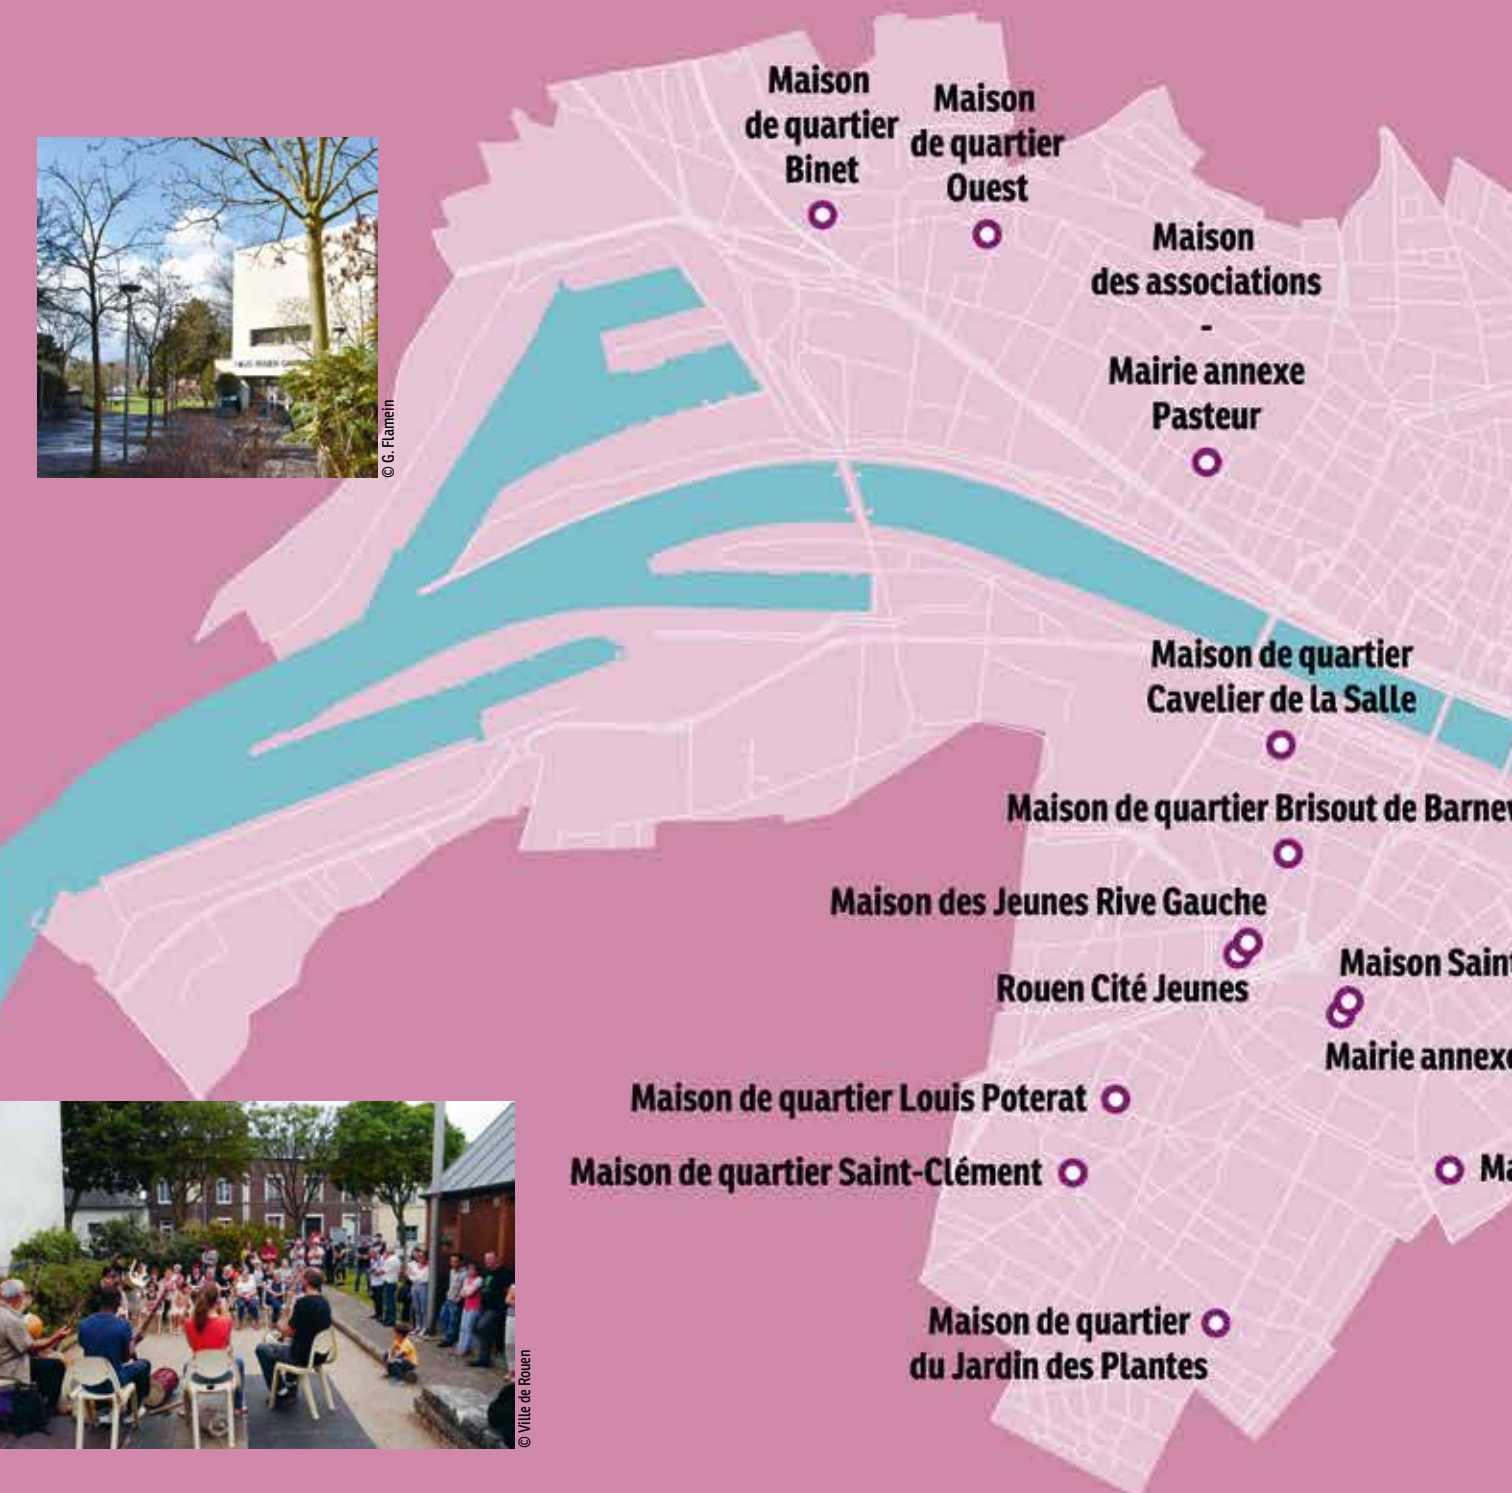 Maison
de quartier
Binet
Maison
de quartier
Ouest
Maison
des associations
-
Mairie annexe
Pasteur
© G. Flamein
Maison de quartier
Cavelier de la Salle
Maison de quartier Brisout de
Maison des Jeunes Rive Gauche
Rouen Cité Jeunes
Maison Saint
Mairie annexe
Maison de quartier Louis Poterat
Maison de quartier Saint-Clément
Ma
Maison de quartier
du Jardin des Plantes
© Ville de Rouen